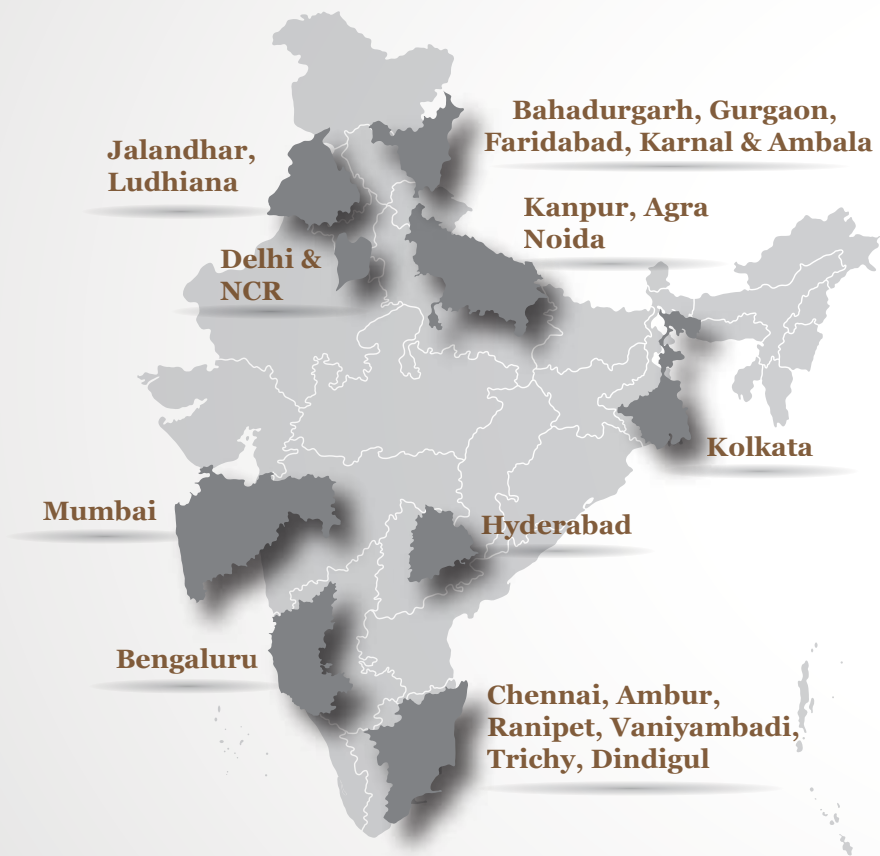 Bahadurgarh, Gurgaon,
Faridabad, Karnal & Ambala
Jalandhar,
Ludhiana
Kanpur, Agra
Noida
Delhi &
NCR
Kolkata
Mumbai
Hyderabad
Bengaluru
Chennai, Ambur,
Ranipet, Vaniyambadi,
Trichy, Dindigul